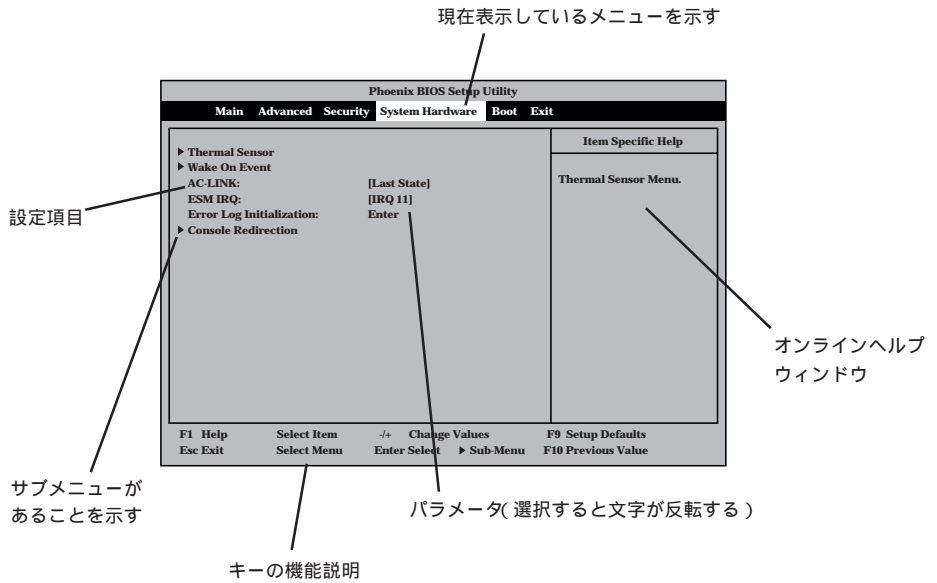 現在表示しているメニューを示す
Phoenix BIOS Setup Utility
Main Advanced Security System Hardware Boot Exit
Item Specific Help
▶ Thermal Sensor
▶ Wake On Event
AC-LINK: [Last State]
ESM IRQ: [IRQ 11]
Error Log Initialization: Enter
▶ Console Redirection
Thermal Sensor Menu.
設定項目
オンラインヘルプ
ウィンドウ
F1 Help Select Item -/+ Change Values F9 Setup Defaults
Esc Exit Select Menu Enter Select ▶ Sub-Menu F10 Previous Value
サブメニューが
あることを示す
パラメータ( 選択すると文字が反転する )
キーの機能説明